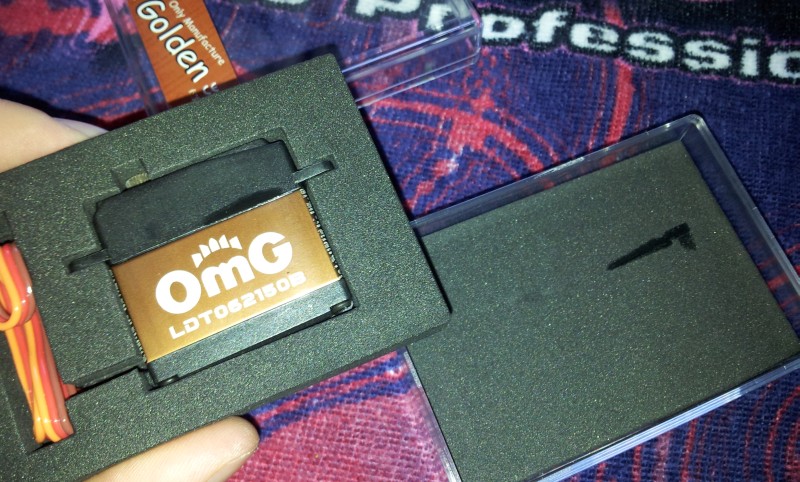 Only Manufacture
Golden
Professio
OmG
LDT062150B